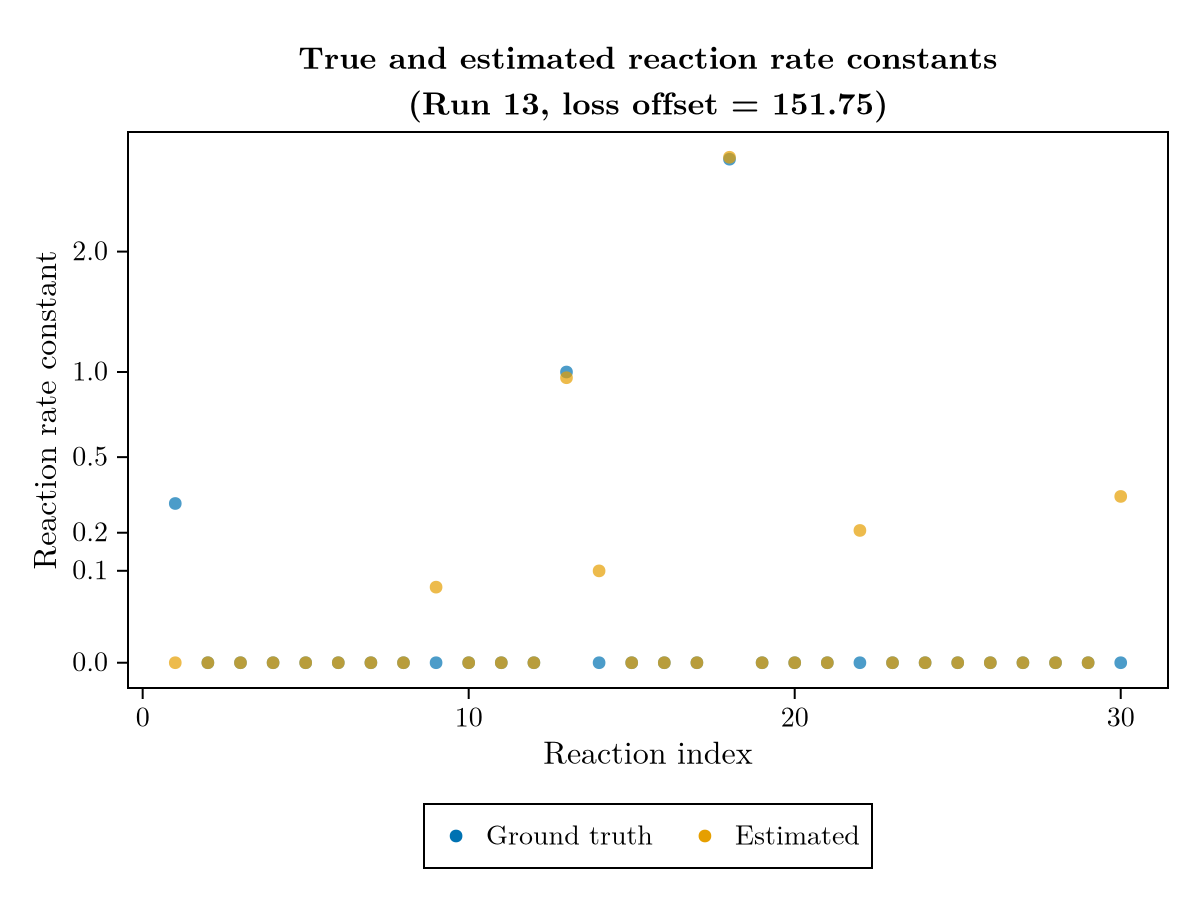 True and estimated reaction rate constants
(Run 13, loss offset = 151.75)
Reaction rate constant
2.0
1.0
0.5
0.2
0.1
0.0
0 10 20 30
Reaction index
Ground truth Estimated